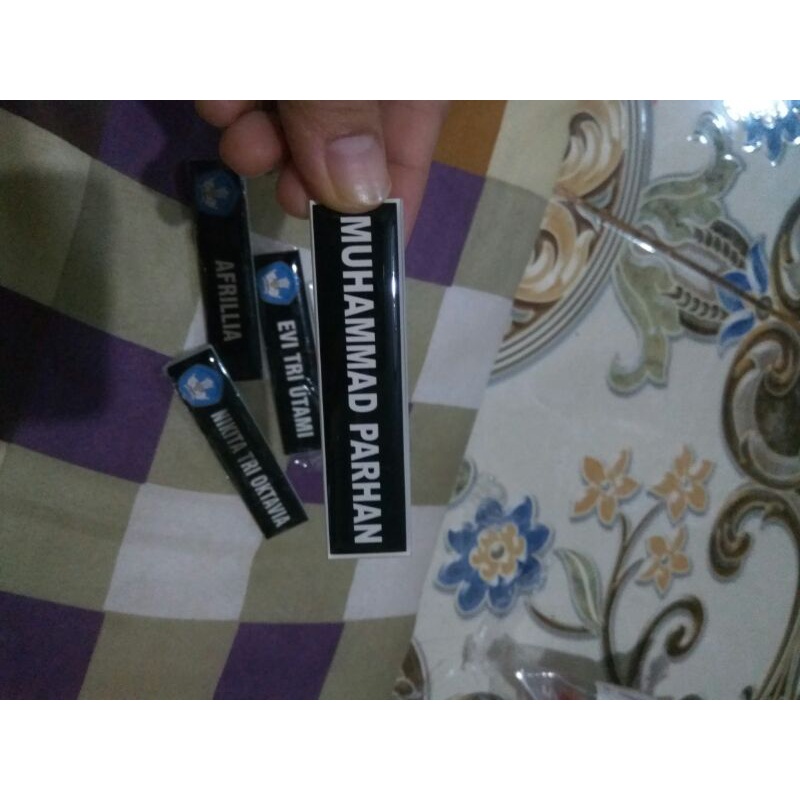 MUHAMMAD PARHAN
EVI TRI UTAMI
AFRILLIA
NIKITA TRI OKTAVIA